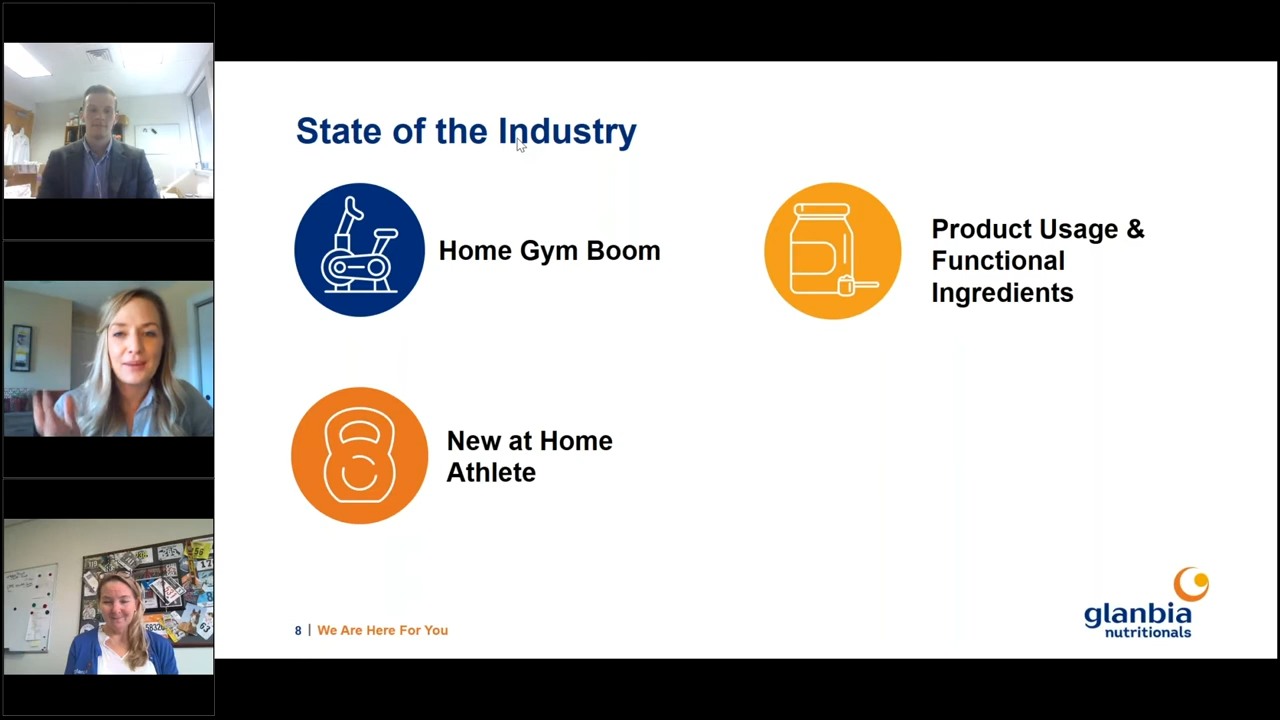 State of the Industry
Home Gym Boom
Product Usage &
Functional
Ingredients
New at Home
Athlete
8 | We Are Here For You
glanbia
nutritionals